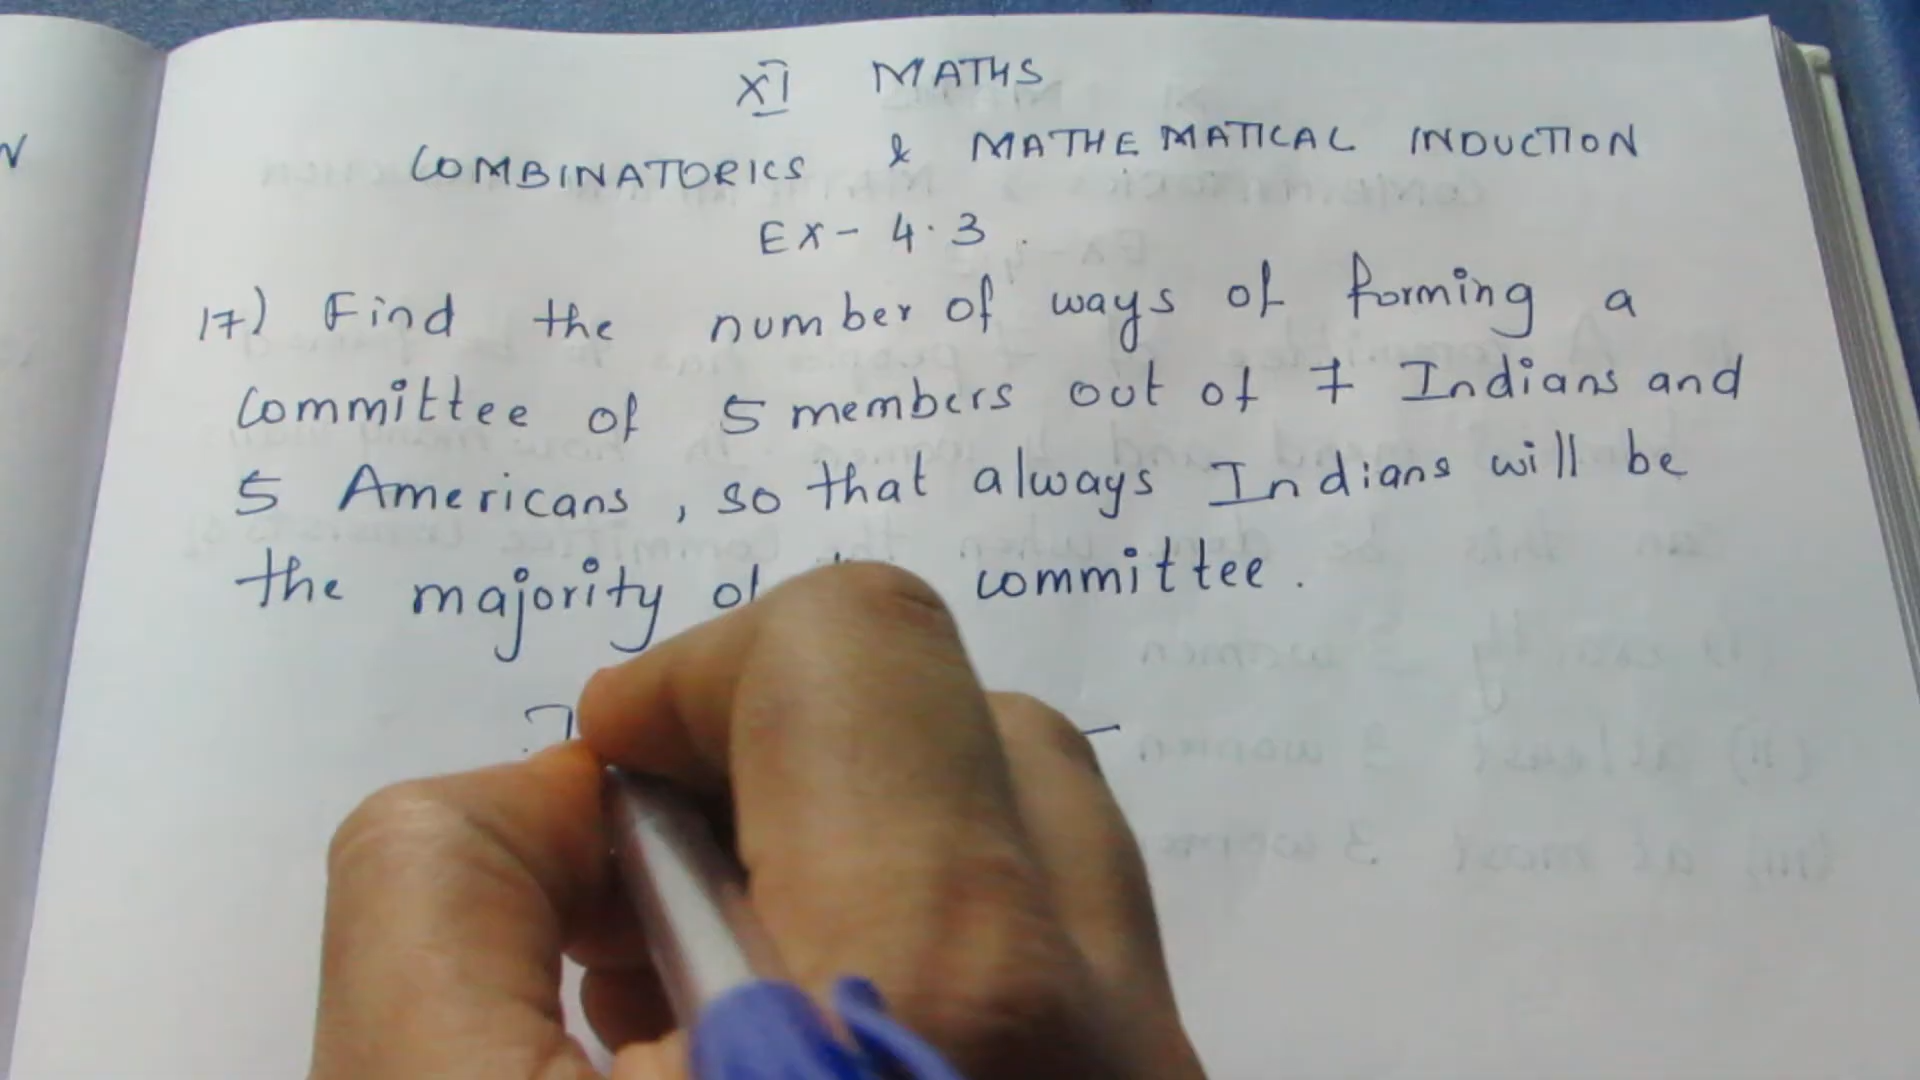 XI MATHS
COMBINATORICS & MATHEMATICAL INDUCTION
EX - 4.3
17) Find the number of ways of forming a
committee of 5 members out of 7 Indians and
5 Americans, so that always Indians will be
the majority committee.